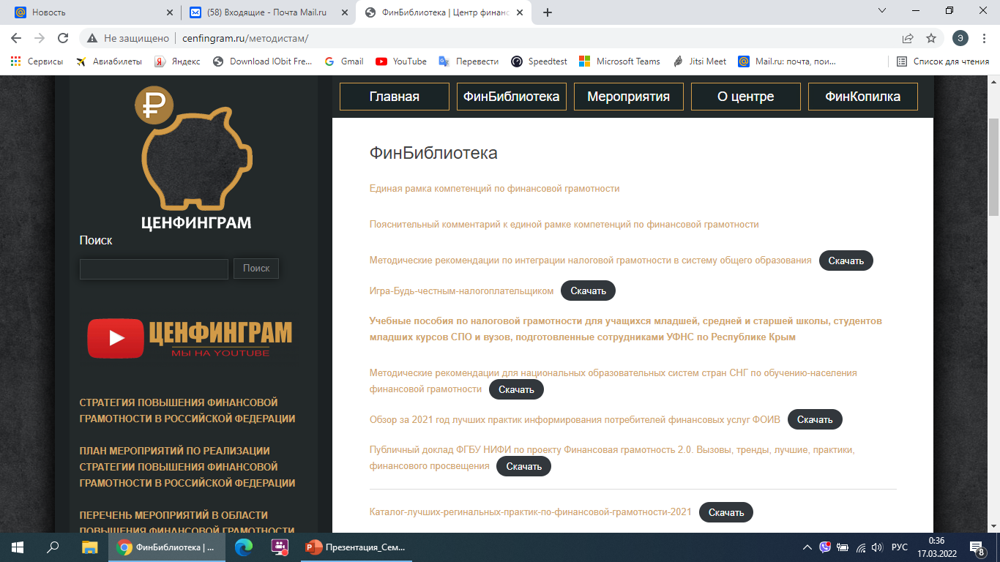 Новость
(58) Входящие - Почта Mail.ru
ФинБиблиотека | Центр финанс
Не защищено
cenfingram.ru/методистам/
Э
Сервисы
Авиабилеты
Яндекс
Download IObit Fre...
Gmail
YouTube
Перевести
Speedtest
Microsoft Teams
Jitsi Meet
Mail.ru: почта, пои...
Список для чтения
ЦЕНФИНГРАМ
Поиск
Поиск
ЦЕНФИНГРАМ
МЫ НА YOUTUBE
СТРАТЕГИЯ ПОВЫШЕНИЯ ФИНАНСОВОЙ
ГРАМОТНОСТИ В РОССИЙСКОЙ ФЕДЕРАЦИИ
ПЛАН МЕРОПРИЯТИЙ ПО РЕАЛИЗАЦИИ
СТРАТЕГИИ ПОВЫШЕНИЯ ФИНАНСОВОЙ
ГРАМОТНОСТИ В РОССИЙСКОЙ ФЕДЕРАЦИИ
ПЕРЕЧЕНЬ МЕРОПРИЯТИЙ В ОБЛАСТИ
ПОВЫШЕНИЯ ФИНАНСОВОЙ ГРАМОТНОСТИ
Главная
ФинБиблиотека
Мероприятия
О центре
ФинКопилка
ФинБиблиотека
Единая рамка компетенций по финансовой грамотности
Пояснительный комментарий к единой рамке компетенций по финансовой грамотности
Методические рекомендации по интеграции налоговой грамотности в систему общего образования Скачать
Игра-Будь-честным-налогоплательщиком Скачать
Учебные пособия по налоговой грамотности для учащихся младшей, средней и старшей школы, студентов
младших курсов СПО и вузов, подготовленные сотрудниками УФНС по Республике Крым
Методические рекомендации для национальных образовательных систем стран СНГ по обучению-населения
финансовой грамотности Скачать
Обзор за 2021 год лучших практик информирования потребителей финансовых услуг ФОИВ Скачать
Публичный доклад ФГБУ НИФИ по проекту Финансовая грамотность 2.0. Вызовы, тренды, лучшие, практики,
финансового просвещения Скачать
Каталог-лучших-регинальных-практик-по-финансовой-грамотности-2021 Скачать
ФинБиблиотека | ...
Презентация_Сем...
РУС
0:36
17.03.2022
8